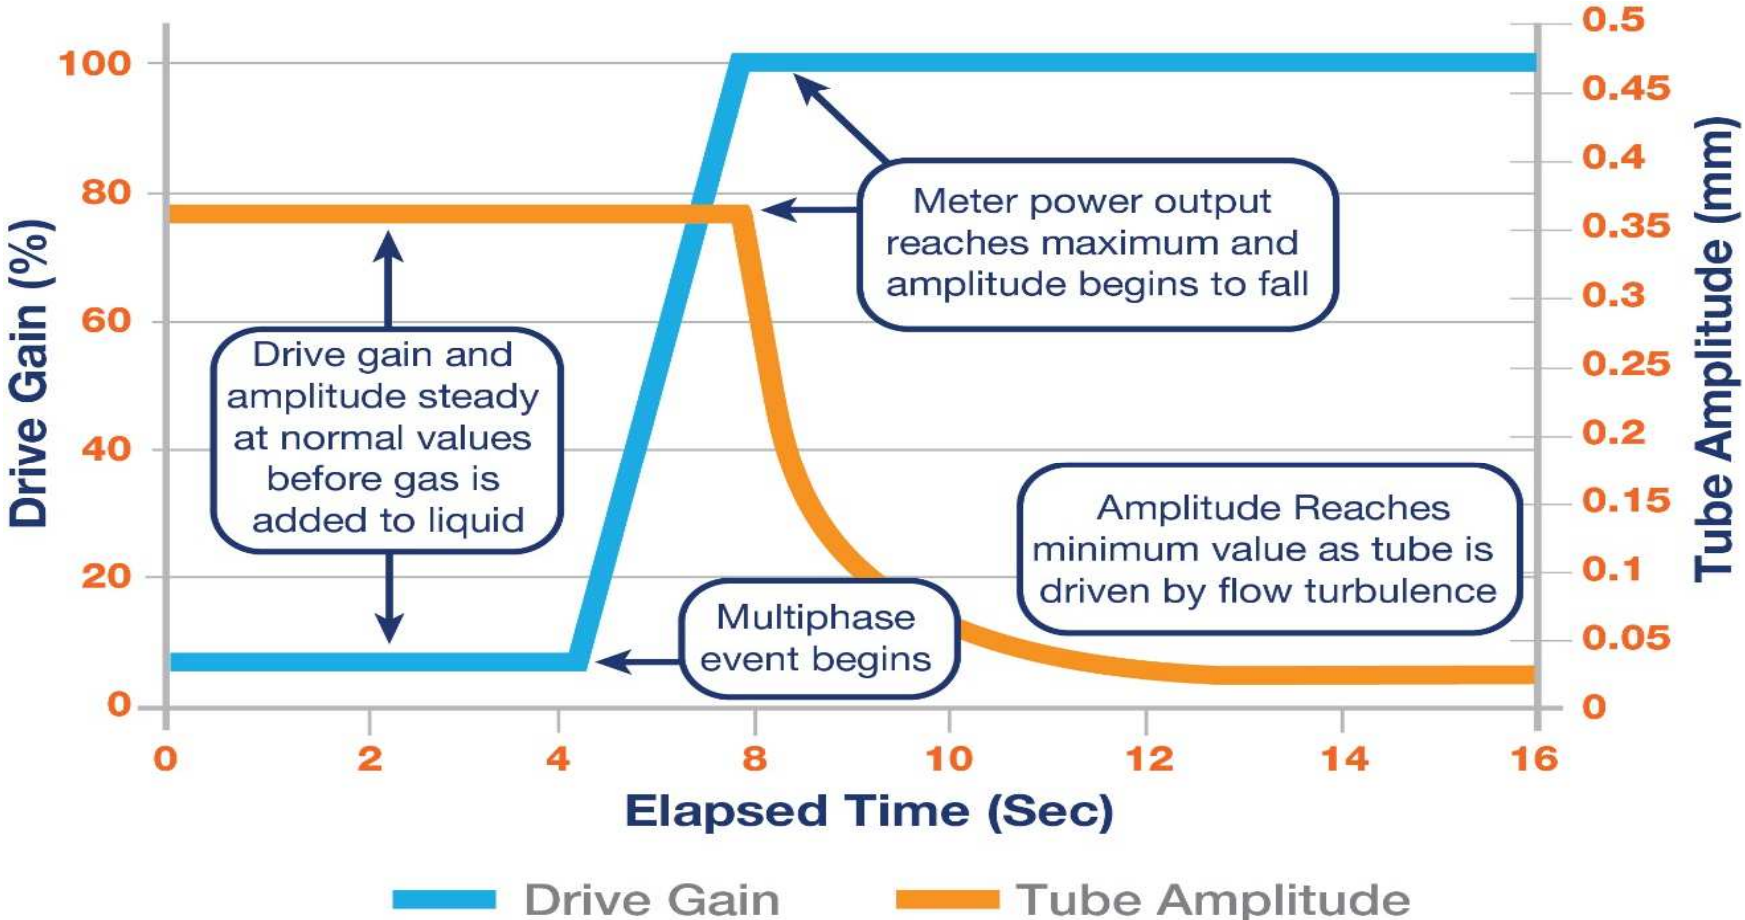 0.5
100
0.45
0.4
80
Meter power output
reaches maximum and
amplitude begins to fall
0.35
0.3
60
Drive gain and
amplitude steady
at normal values
before gas is
added to liquid
0.25
0.2
40
Amplitude Reaches
minimum value as tube is
driven by flow turbulence
0.15
0.1
20
Multiphase
event begins
0.05
0
0
Drive Gain (%)
Tube Amplitude (mm)
0 2 4 8 10 12 14 16
Elapsed Time (Sec)
Drive Gain Tube Amplitude